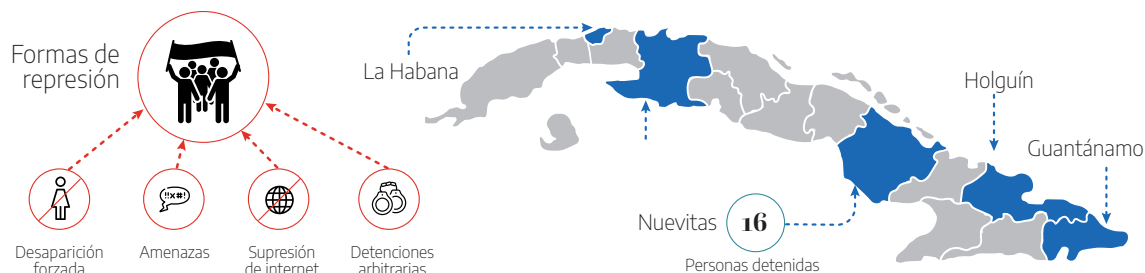 Formas de
represión
!!x#!
Desaparición
forzada
Amenazas
Supresión
de internet
Detenciones
arbitrarias
La Habana
Holguín
Guantánamo
Nuevitas
16
Personas detenidas